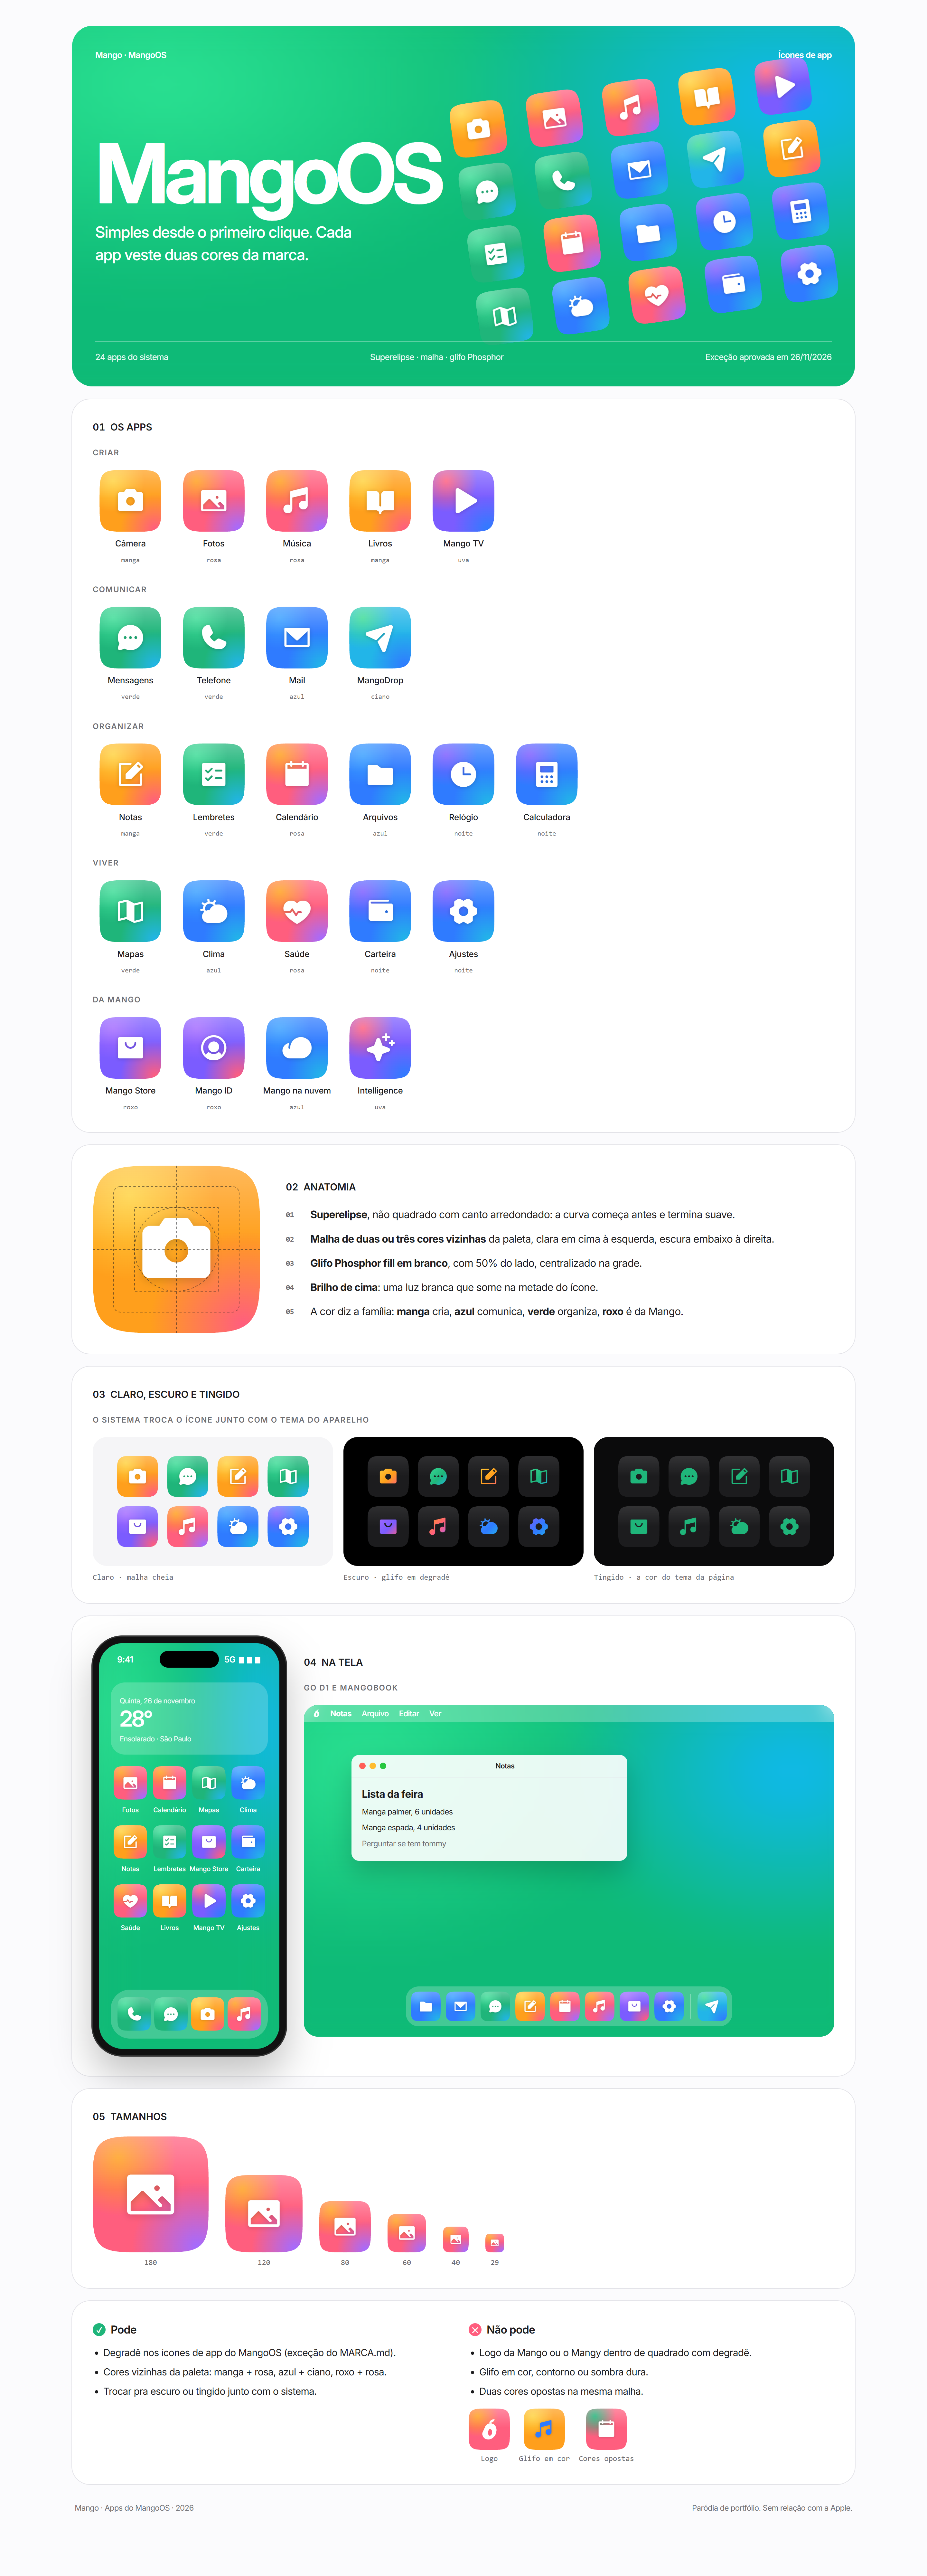 Mango · MangoOS
Ícones de app
MangoOS
Simples desde o primeiro clique. Cada
app veste duas cores da marca.
24 apps do sistema
Superelipse · malha · glifo Phosphor
Exceção aprovada em 26/11/2026
01 OS APPS
CRIAR
Câmera
Fotos
Música
Livros
Mango TV
manga
rosa
rosa
manga
uva
COMUNICAR
Mensagens
Telefone
Mail
MangoDrop
verde
verde
azul
ciano
ORGANIZAR
Notas
Lembretes
Calendário
Arquivos
Relógio
Calculadora
manga
verde
rosa
azul
noite
noite
VIVER
Mapas
Clima
Saúde
Carteira
Ajustes
verde
azul
rosa
noite
noite
DA MANGO
Mango Store
Mango ID
Mango na nuvem
Intelligence
roxo
roxo
azul
uva
02 ANATOMIA
01 Superelipse, não quadrado com canto arredondado: a curva começa antes e termina suave.
02 Malha de duas ou três cores vizinhas da paleta, clara em cima à esquerda, escura embaixo à direita.
03 Glifo Phosphor fill em branco, com 50% do lado, centralizado na grade.
04 Brilho de cima: uma luz branca que some na metade do ícone.
05 A cor diz a família: manga cria, azul comunica, verde organiza, roxo é da Mango.
03 CLARO, ESCURO E TINGIDO
O SISTEMA TROCA O ÍCONE JUNTO COM O TEMA DO APARELHO
Claro · malha cheia
Escuro · glifo em degradê
Tingido · a cor do tema da página
9:41
5G
Quinta, 26 de novembro
28°
Ensolarado · São Paulo
Fotos
Calendário
Mapas
Clima
Notas
Lembretes
Mango Store
Carteira
Saúde
Livros
Mango TV
Ajustes
04 NA TELA
GO D1 E MANGOBOOK
Notas Arquivo Editar Ver
Notas
Lista da feira
Manga palmer, 6 unidades
Manga espada, 4 unidades
Perguntar se tem tommy
05 TAMANHOS
180
120
80
60
40
29
Pode
• Degradê nos ícones de app do MangoOS (exceção do MARCA.md).
• Cores vizinhas da paleta: manga + rosa, azul + ciano, roxo + rosa.
• Trocar pra escuro ou tingido junto com o sistema.
Não pode
• Logo da Mango ou o Mangy dentro de quadrado com degradê.
• Glifo em cor, contorno ou sombra dura.
• Duas cores opostas na mesma malha.
Logo
Glifo em cor
Cores opostas
Mango · Apps do MangoOS · 2026
Paródia de portfólio. Sem relação com a Apple.